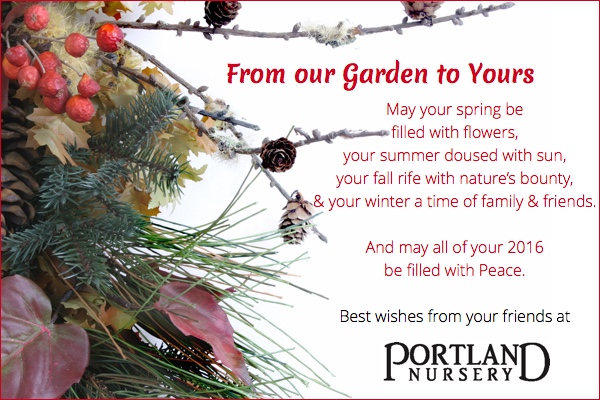 From our Garden to Yours
May your spring be
filled with flowers,
your summer doused with sun,
your fall rife with nature's bounty,
& your winter a time of family & friends.
And may all of your 2016
be filled with Peace.
Best wishes from your friends at
PORTLAND
NURSERY